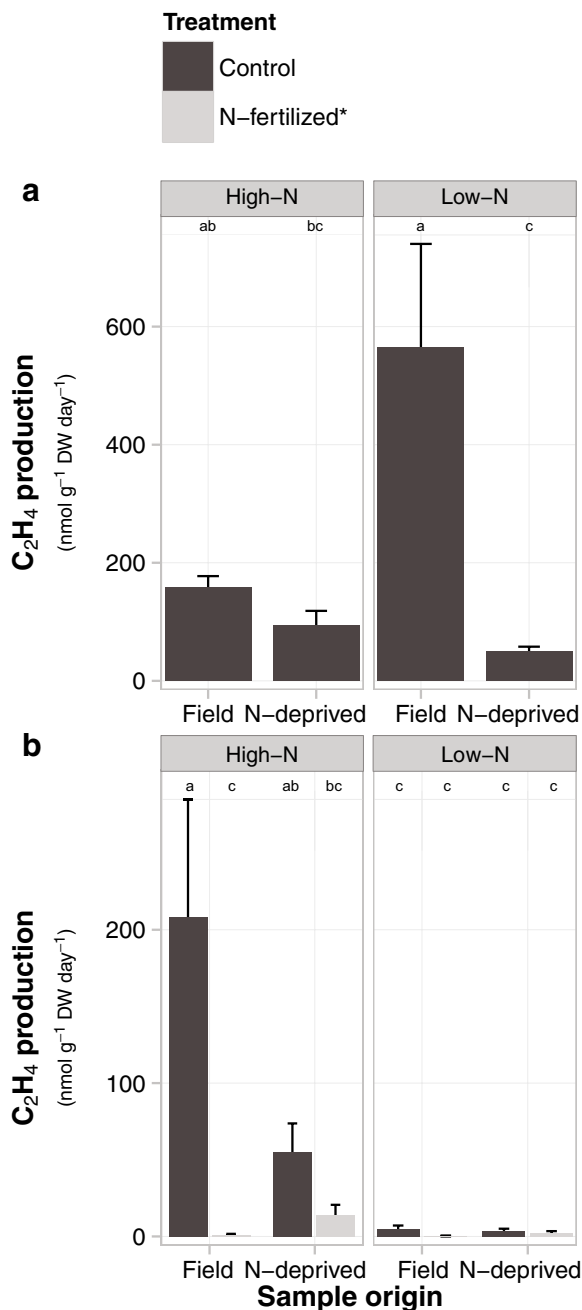 Treatment
Control
N−fertilized*
a
High−N
Low−N
ab
bc
a
c
600
400
200
0
C₂H₄ production
(nmol g⁻¹ DW day⁻¹)
Field
N−deprived
Field
N−deprived
b
High−N
Low−N
a
c
ab
bc
c
c
c
c
200
100
0
C₂H₄ production
(nmol g⁻¹ DW day⁻¹)
Field
N−deprived
Field
N−deprived
Sample origin